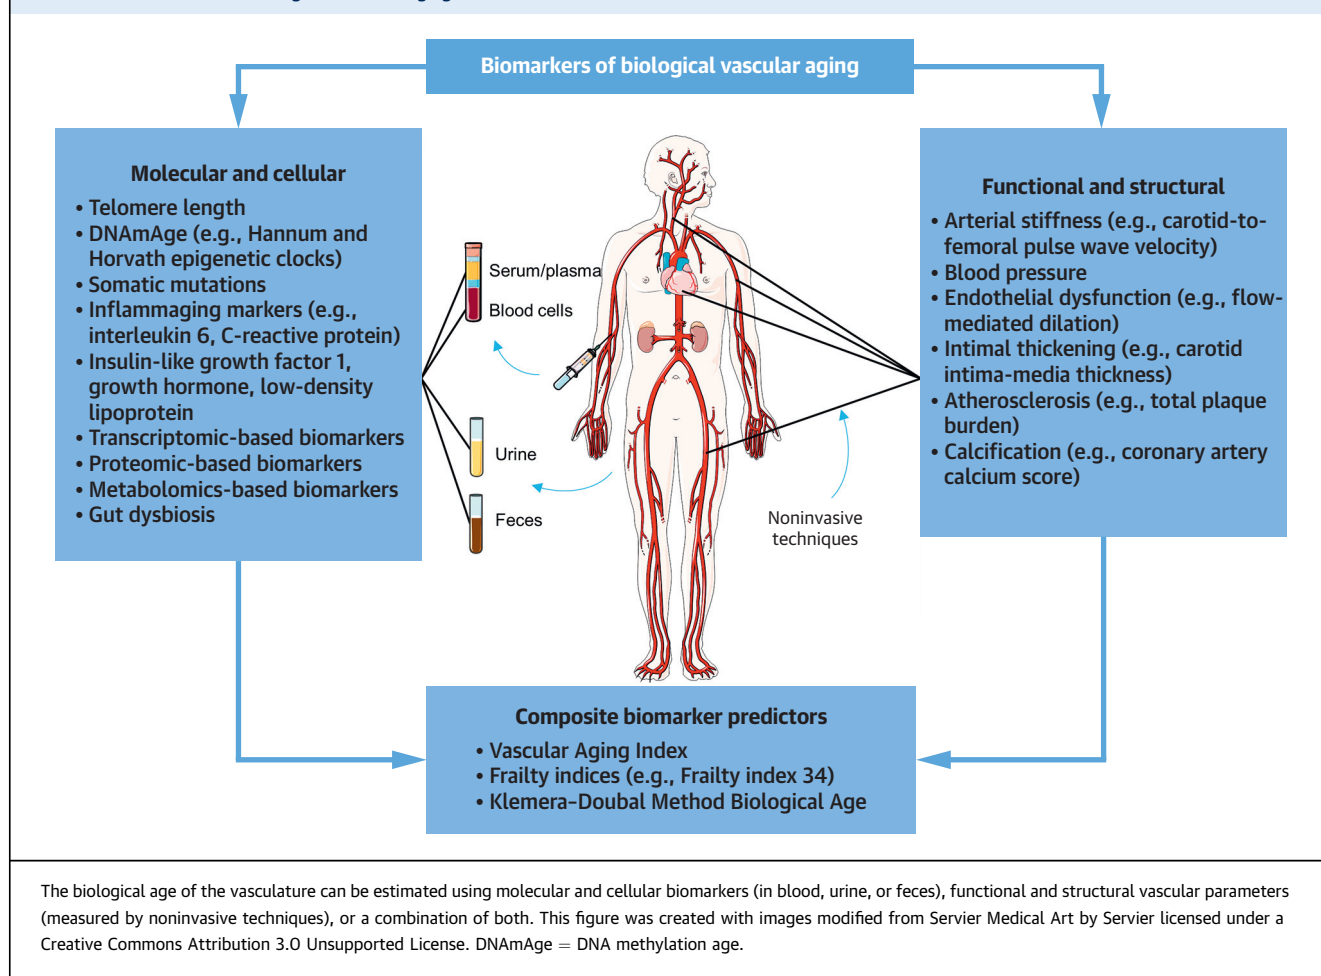 Biomarkers of biological vascular aging
Molecular and cellular
• Telomere length
• DNAmAge (e.g., Hannum and
Horvath epigenetic clocks)
• Somatic mutations
• Inflammaging markers (e.g.,
interleukin 6, C-reactive protein)
• Insulin-like growth factor 1,
growth hormone, low-density
lipoprotein
• Transcriptomic-based biomarkers
• Proteomic-based biomarkers
• Metabolomics-based biomarkers
• Gut dysbiosis
Serum/plasma
Blood cells
Urine
Feces
Noninvasive
techniques
Functional and structural
• Arterial stiffness (e.g., carotid-to-
femoral pulse wave velocity)
• Blood pressure
• Endothelial dysfunction (e.g., flow-
mediated dilation)
• Intimal thickening (e.g., carotid
intima-media thickness)
• Atherosclerosis (e.g., total plaque
burden)
• Calcification (e.g., coronary artery
calcium score)
Composite biomarker predictors
• Vascular Aging Index
• Frailty indices (e.g., Frailty index 34)
• Klemera-Doubal Method Biological Age
The biological age of the vasculature can be estimated using molecular and cellular biomarkers (in blood, urine, or feces), functional and structural vascular parameters
(measured by noninvasive techniques), or a combination of both. This figure was created with images modified from Servier Medical Art by Servier licensed under a
Creative Commons Attribution 3.0 Unsupported License. DNAmAge = DNA methylation age.